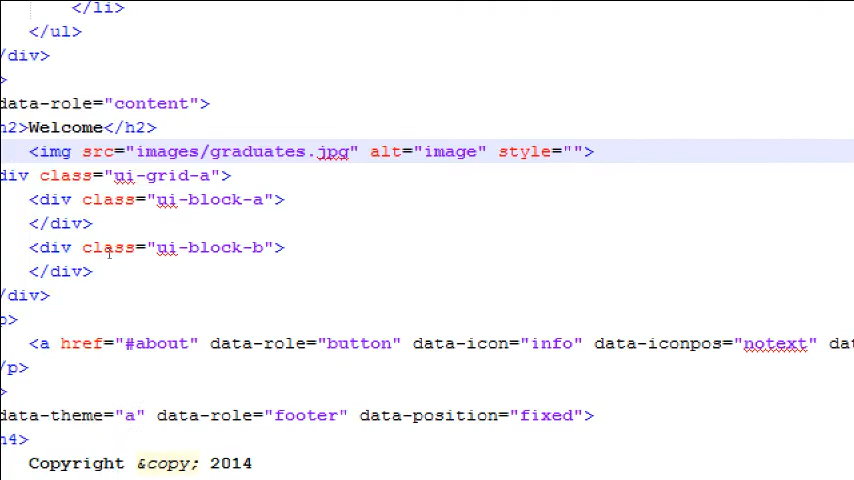 </li>
</ul>
/div>
>
data-role="content">
h2>Welcome</h2>
<img src="images/graduates.jpg" alt="image" style="">
div class="ui-grid-a">
<div class="ui-block-a">
</div>
<div class="ui-block-b">
</div>
/div>
p>
<a href="#about" data-role="button" data-icon="info" data-iconpos="notext" dat
/p>
>
data-theme="a" data-role="footer" data-position="fixed">
h4>
Copyright &copy; 2014